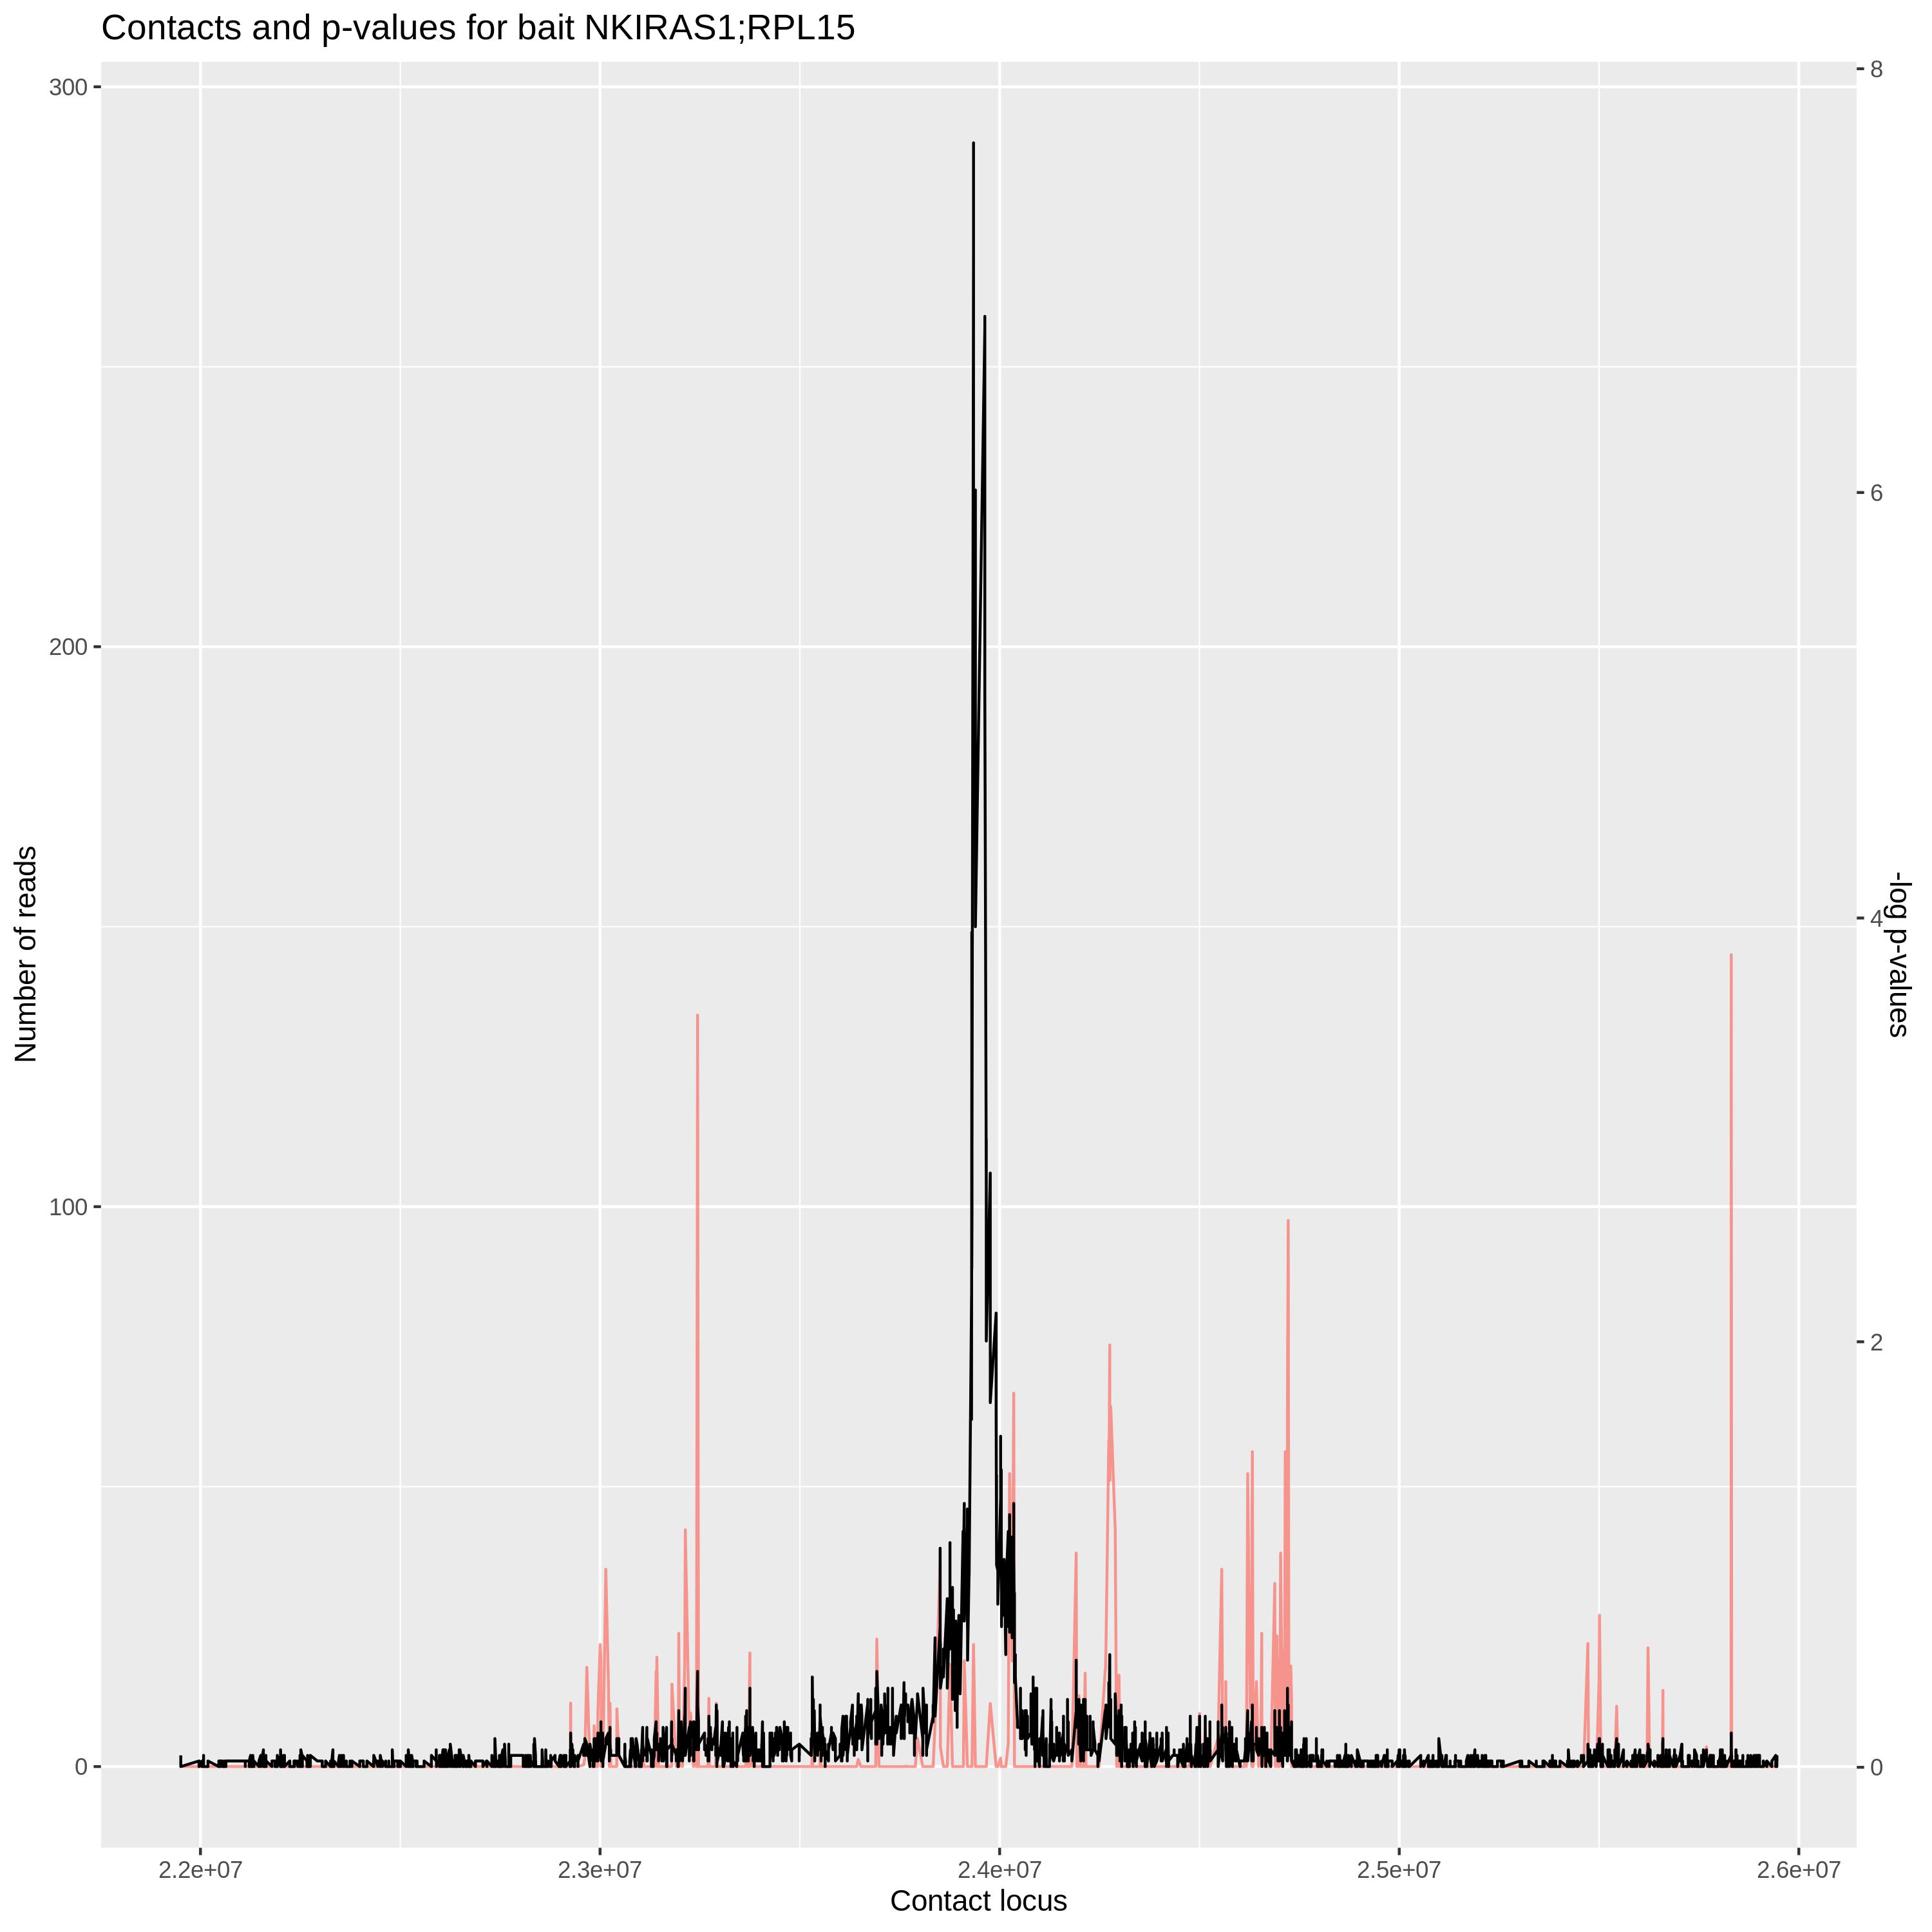 Contacts and p-values for bait NKIRAS1;RPL15
300
200
100
0
Number of reads
8
6
4
2
0
-log p-values
2.2e+07
2.3e+07
2.4e+07
2.5e+07
2.6e+07
Contact locus